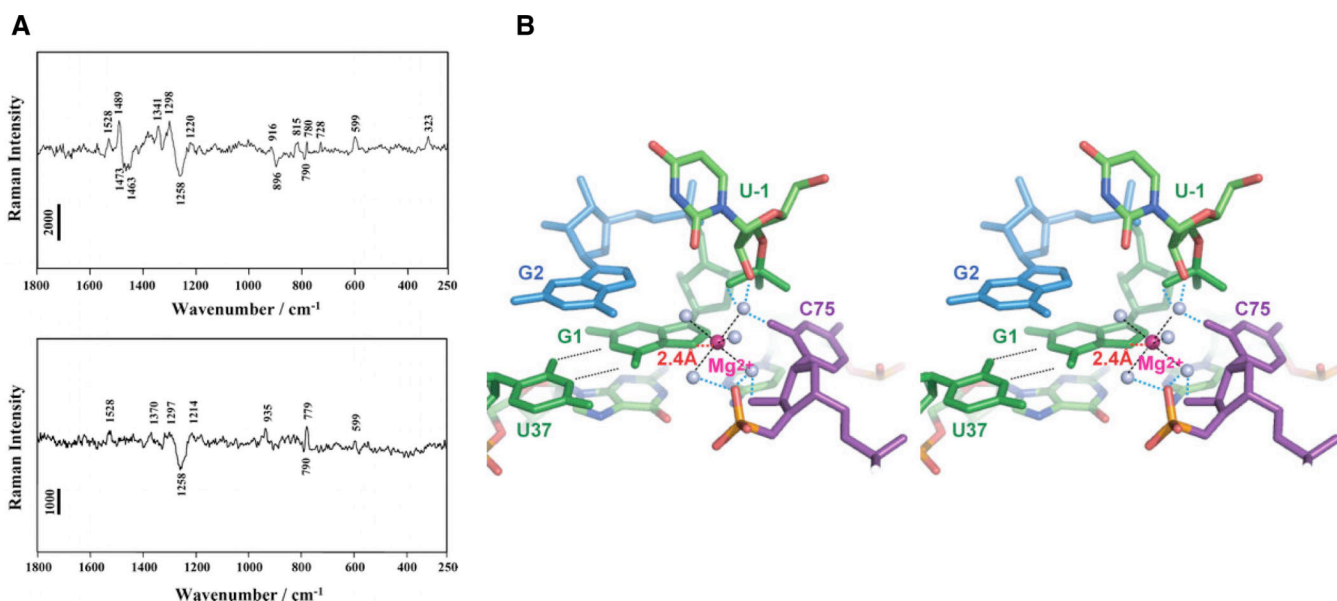 A
Raman Intensity
1528
1489
1341
1298
1220
916
815
780
728
599
323
1473
1463
1258
896
790
2000
1800 1600 1400 1200 1000 800 600 400 250
Wavenumber / cm-1
Raman Intensity
1528
1370
1297
1214
935
779
599
1258
790
1000
1800 1600 1400 1200 1000 800 600 400 250
Wavenumber / cm-1
B
U-1
G2
C75
G1
2.4Å
Mg2+
U37
U-1
G2
C75
G1
2.4Å
Mg2+
U37